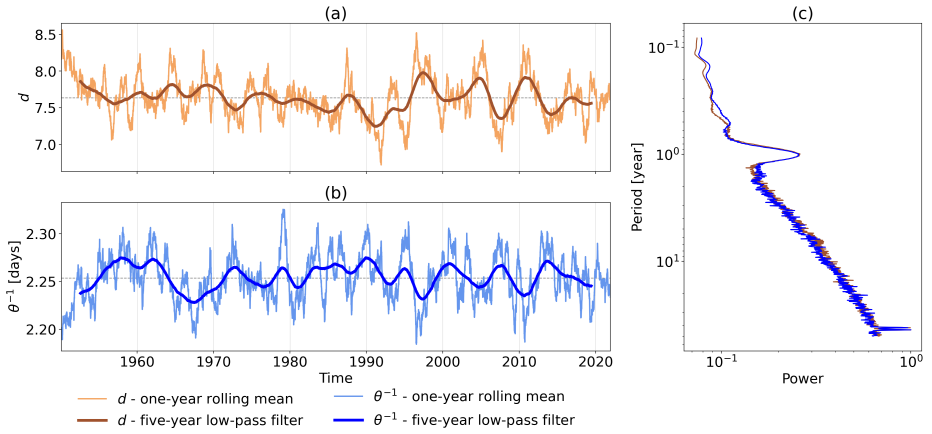 (a)
8.5
8.0
7.5
7.0
d
(b)
2.30
2.25
2.20
θ⁻¹ [days]
1960 1970 1980 1990 2000 2010 2020
Time
(c)
10⁻¹
10⁰
10¹
Period [year]
10⁻¹ 10⁰
Power
d - one-year rolling mean
d - five-year low-pass filter
θ⁻¹ - one-year rolling mean
θ⁻¹ - five-year low-pass filter